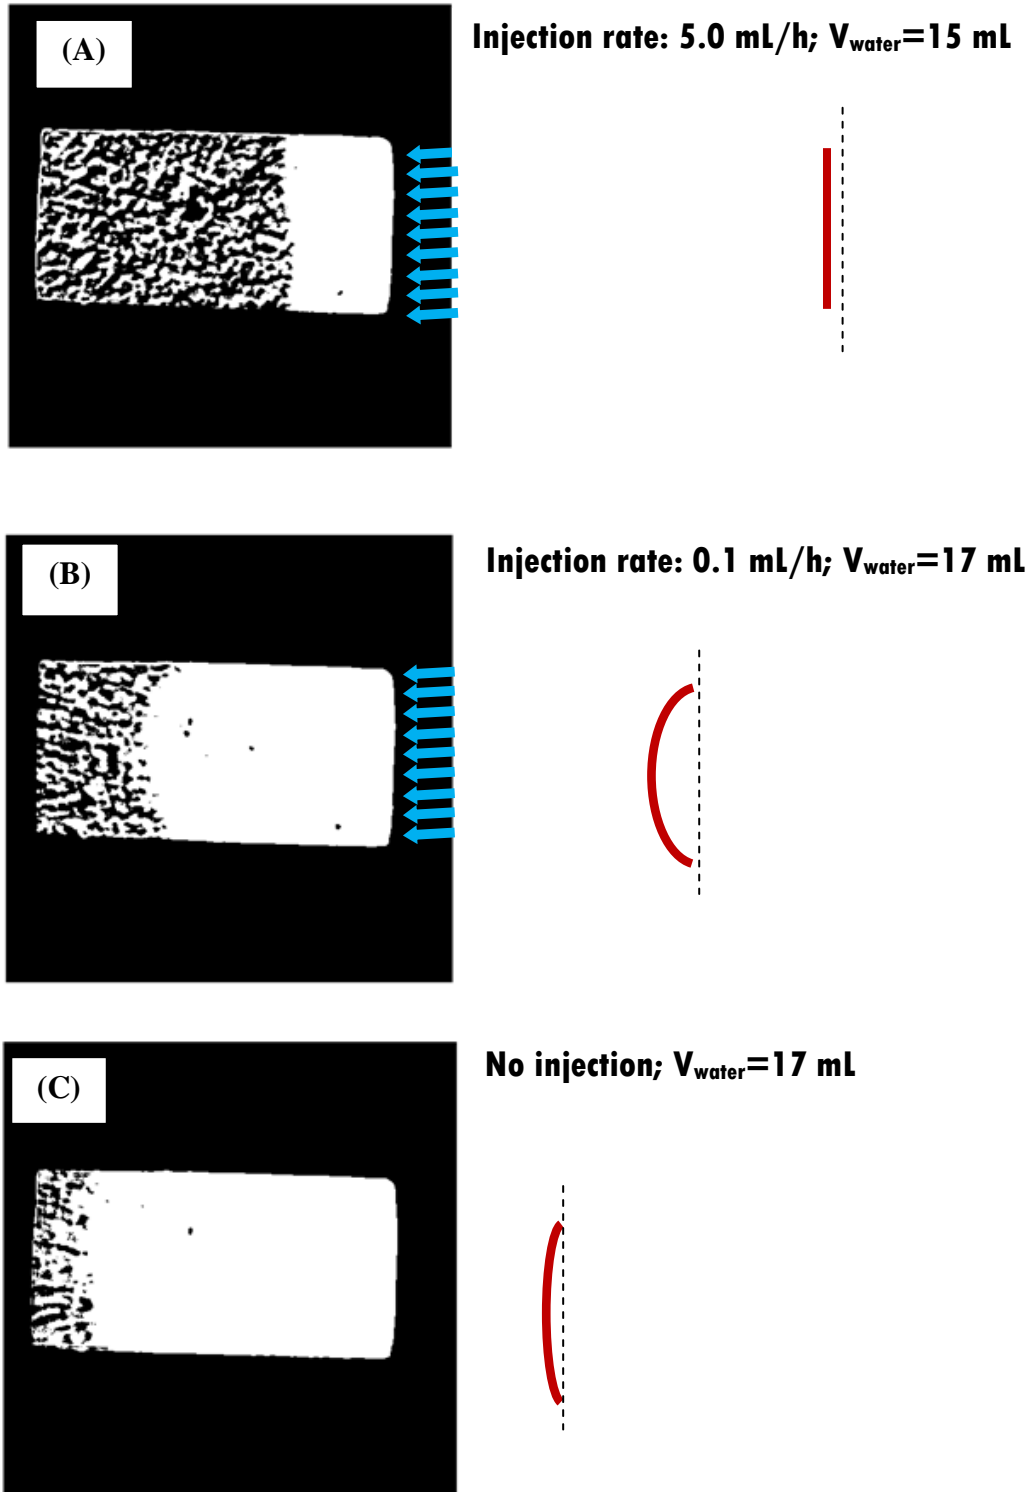 (A)
Injection rate: 5.0 mL/h; Vwater=15 mL
(B)
Injection rate: 0.1 mL/h; Vwater=17 mL
(C)
No injection; Vwater=17 mL